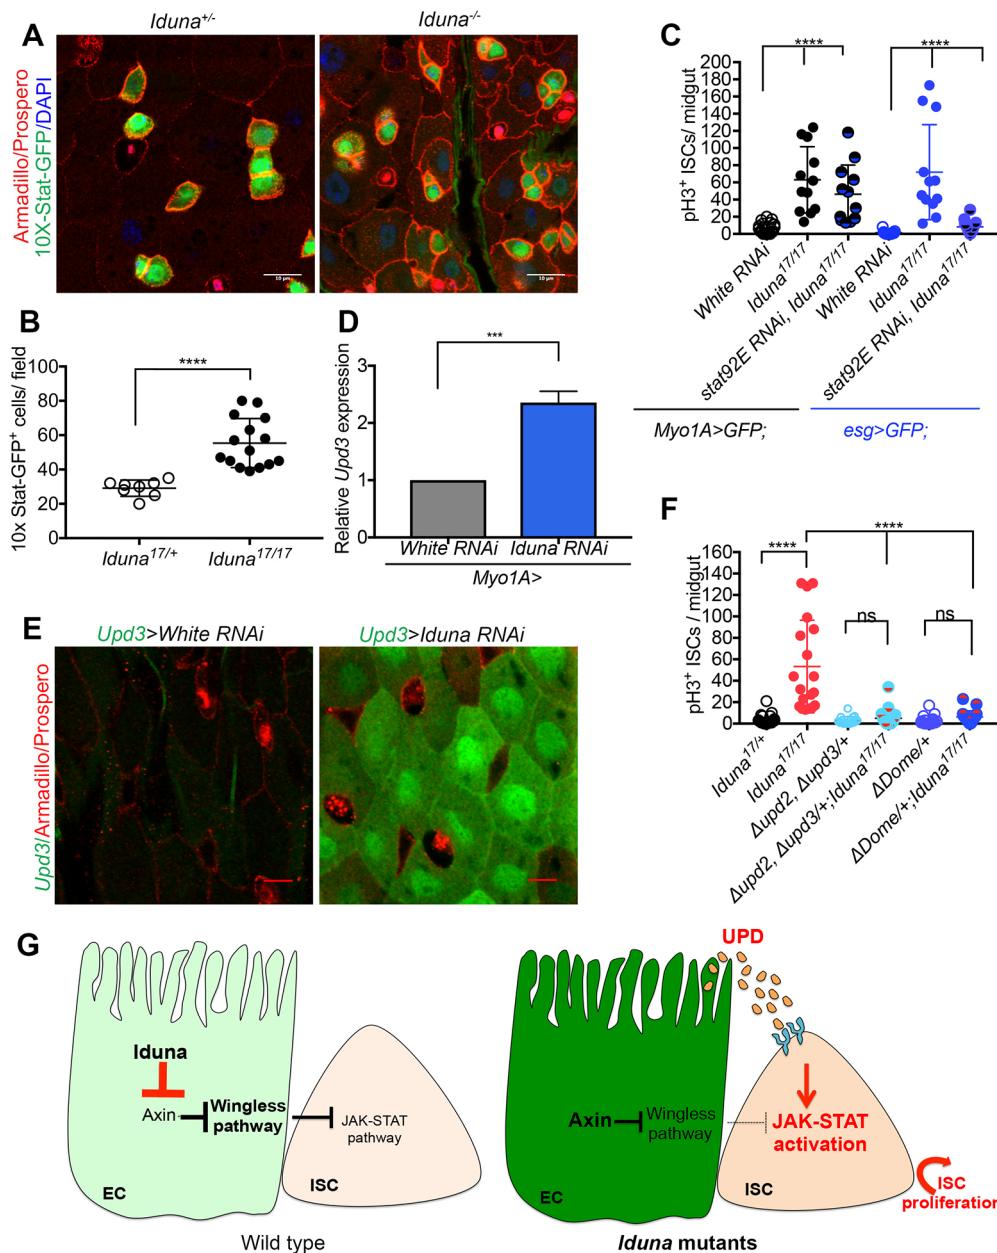 A
Iduna+/-
Iduna-/-
Armadillo/Prospero
10X-Stat-GFP/DAPI
10 µm
10 µm
B
10x Stat-GFP+ cells/ field
100
80
60
40
20
0
****
Iduna17/+
Iduna17/17
C
pH3+ ISCs/ midgut
200
180
160
140
120
100
80
60
40
20
0
****
****
White RNAi
Iduna17/17
stat92E RNAi, Iduna17/17
White RNAi
Iduna17/17
stat92E RNAi, Iduna17/17
Myo1A>GFP;
esg>GFP;
D
Relative Upd3 expression
3
2
1
0
***
White RNAi
Iduna RNAi
Myo1A>
E
Upd3>White RNAi
Upd3>Iduna RNAi
Upd3/Armadillo/Prospero
F
pH3+ ISCs / midgut
160
140
120
100
80
60
40
20
0
****
****
ns
ns
Iduna17/+
Iduna17/17
Δupd2, Δupd3/+
Δupd2, Δupd3/+;Iduna17/17
ΔDome/+
ΔDome/+;Iduna17/17
G
Iduna
Axin
Wingless
pathway
JAK-STAT
pathway
EC
ISC
Wild type
UPD
Axin
Wingless
pathway
JAK-STAT
activation
EC
ISC
ISC
proliferation
Iduna mutants